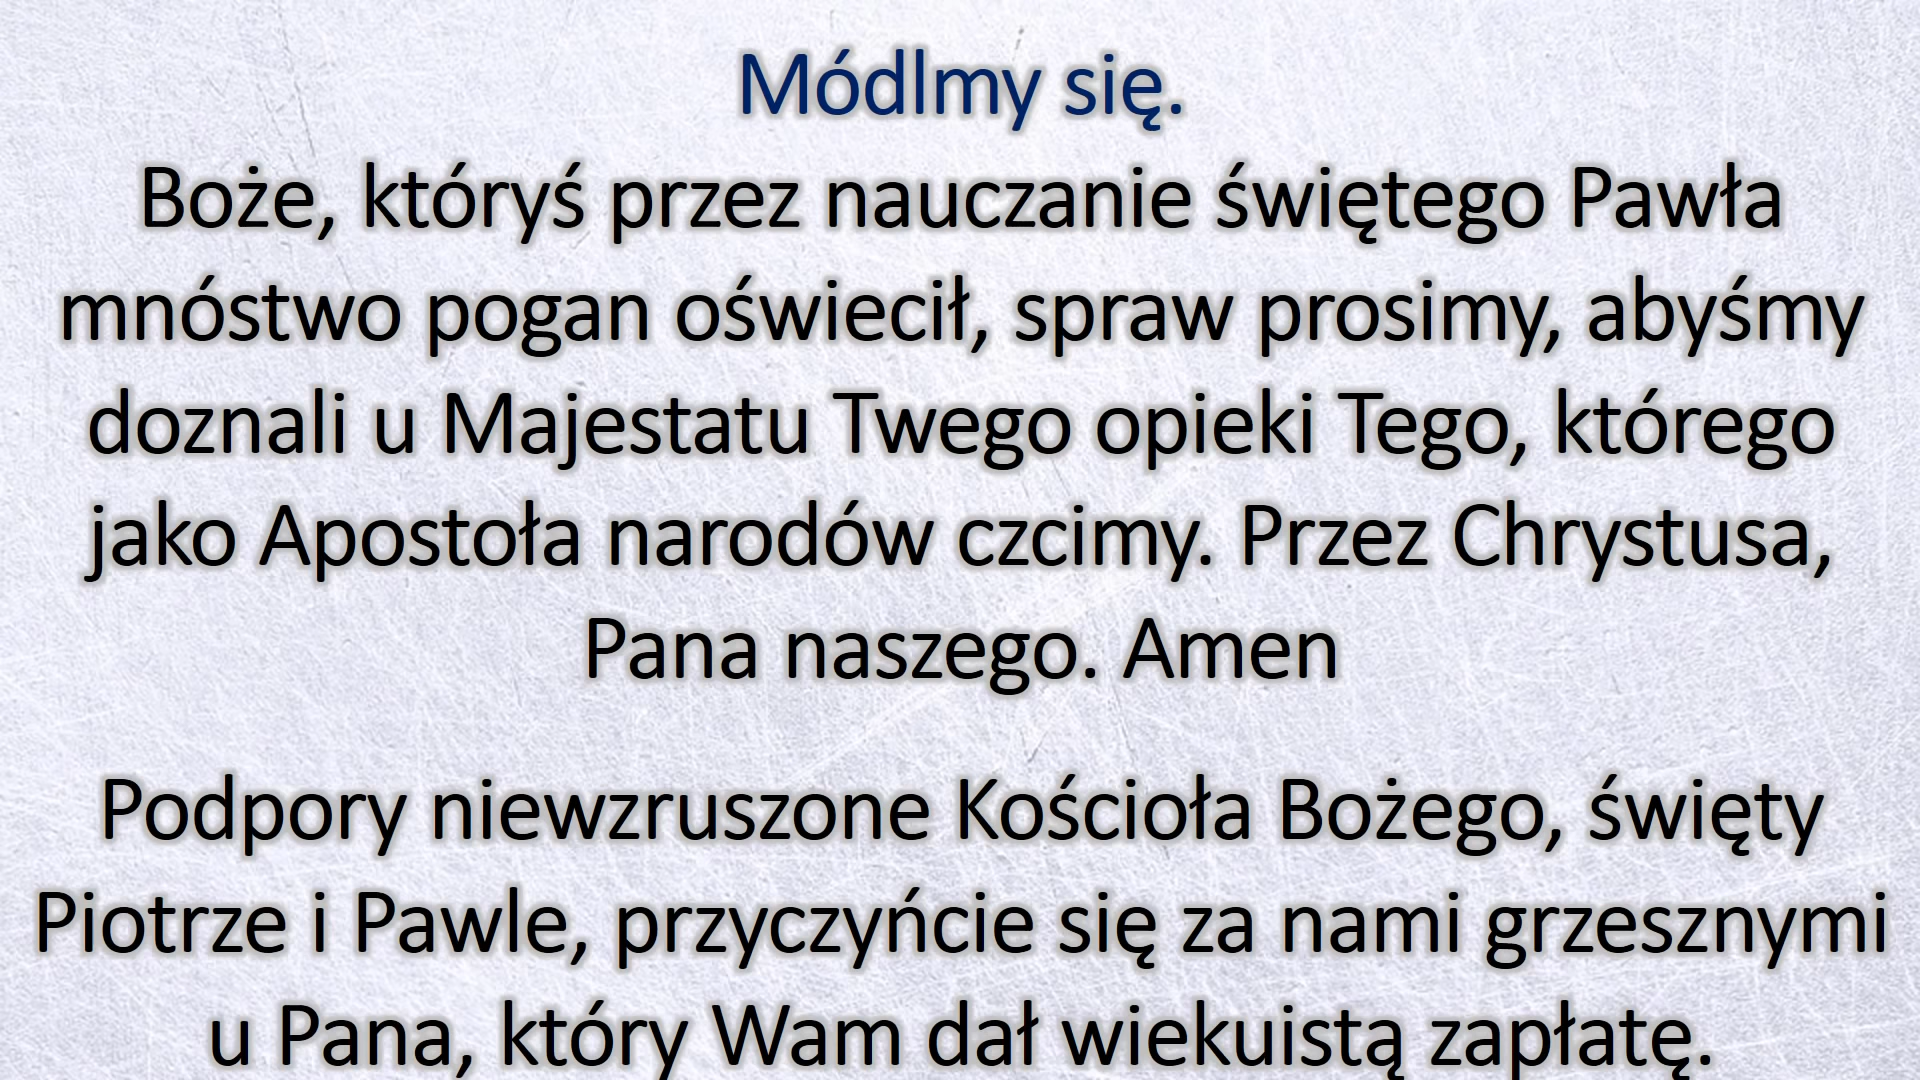 Módlmy się.
Boże, któryś przez nauczanie świętego Pawła
mnóstwo pogan oświecił, spraw prosimy, abyśmy
doznali u Majestatu Twego opieki Tego, którego
jako Apostoła narodów czcimy. Przez Chrystusa,
Pana naszego. Amen
Podpory niewzruszone Kościoła Bożego, święty
Piotrze i Pawle, przyczyńcie się za nami grzesznymi
u Pana, który Wam dał wiekuistą zapłatę.